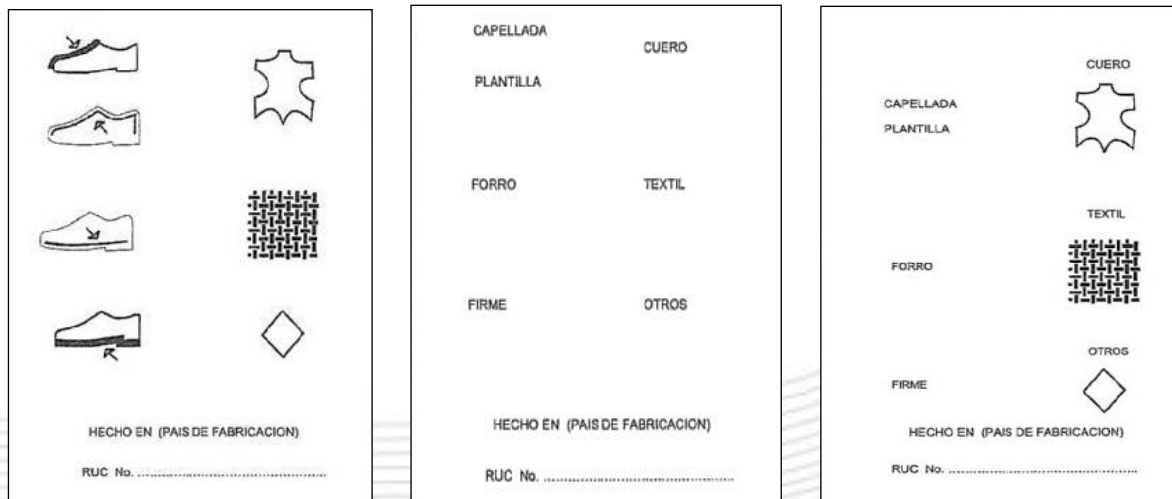 HECHO EN (PAIS DE FABRICACION)
RUC No. ........................................
CAPELLADA
CUERO
PLANTILLA
FORRO TEXTIL
FIRME OTROS
HECHO EN (PAIS DE FABRICACION)
RUC No. ........................................
CUERO
CAPELLADA
PLANTILLA
TEXTIL
FORRO
OTROS
FIRME
HECHO EN (PAIS DE FABRICACION)
RUC No. ........................................